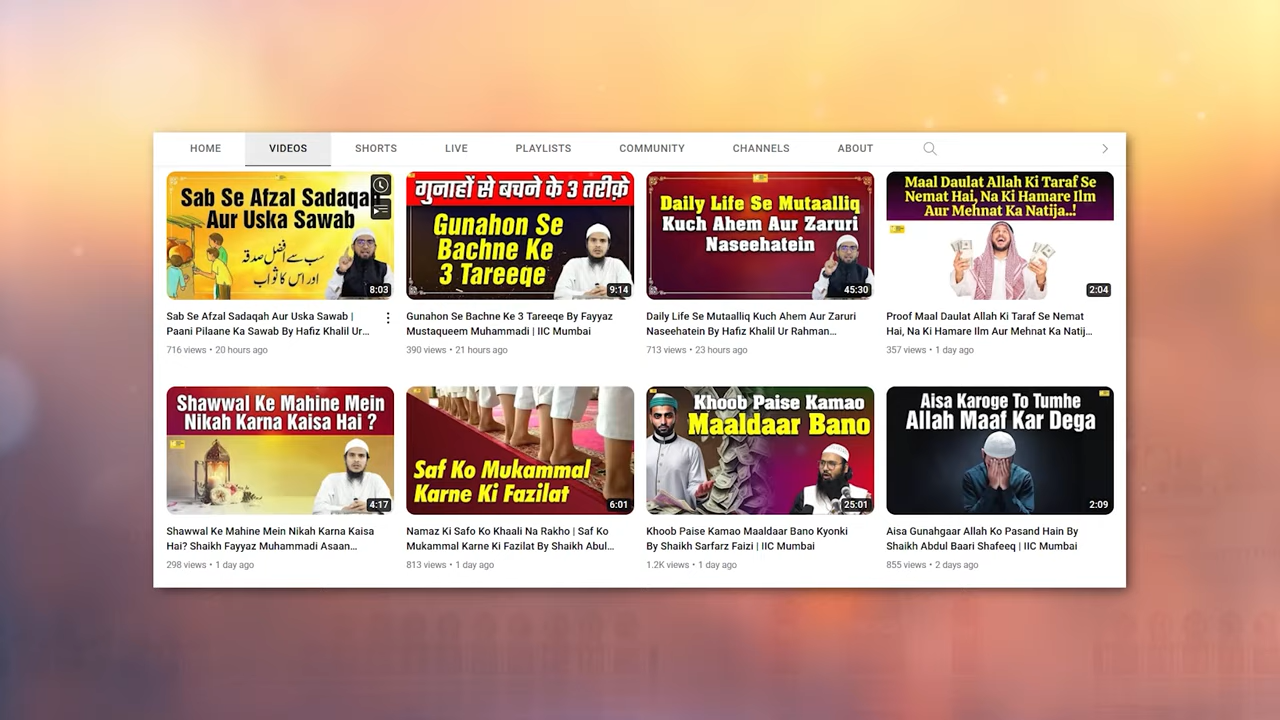 HOME VIDEOS SHORTS LIVE PLAYLISTS COMMUNITY CHANNELS ABOUT
Sab Se Afzal Sadaqah
Aur Uska Sawab
سب سے افضل صدقہ
اور اس کا ثواب
8:03
Sab Se Afzal Sadaqah Aur Uska Sawab |
Paani Pilaane Ka Sawab By Hafiz Khalil Ur...
716 views • 20 hours ago
गुनाहों से बचने के 3 तरीक़े
Gunahon Se
Bachne Ke
3 Tareeqe
9:14
Gunahon Se Bachne Ke 3 Tareeqe By Fayyaz
Mustaqueem Muhammadi | IIC Mumbai
390 views • 21 hours ago
Daily Life Se Mutaalliq
Kuch Ahem Aur Zaruri
Naseehatein
45:30
Daily Life Se Mutaalliq Kuch Ahem Aur Zaruri
Naseehatein By Hafiz Khalil Ur Rahman...
713 views • 23 hours ago
Maal Daulat Allah Ki Taraf Se
Nemat Hai, Na Ki Hamare Ilm
Aur Mehnat Ka Natija..!
2:04
Proof Maal Daulat Allah Ki Taraf Se Nemat
Hai, Na Ki Hamare Ilm Aur Mehnat Ka Natij...
357 views • 1 day ago
Shawwal Ke Mahine Mein
Nikah Karna Kaisa Hai ?
4:17
Shawwal Ke Mahine Mein Nikah Karna Kaisa
Hai? Shaikh Fayyaz Muhammadi Asaan...
298 views • 1 day ago
Saf Ko Mukammal
Karne Ki Fazilat
6:01
Namaz Ki Safo Ko Khaali Na Rakho | Saf Ko
Mukammal Karne Ki Fazilat By Shaikh Abul...
813 views • 1 day ago
Khoob Paise Kamao
Maaldaar Bano
25:01
Khoob Paise Kamao Maaldaar Bano Kyonki
By Shaikh Sarfarz Faizi | IIC Mumbai
1.2K views • 1 day ago
Aisa Karoge To Tumhe
Allah Maaf Kar Dega
2:09
Aisa Gunahgaar Allah Ko Pasand Hain By
Shaikh Abdul Baari Shafeeq | IIC Mumbai
855 views • 2 days ago